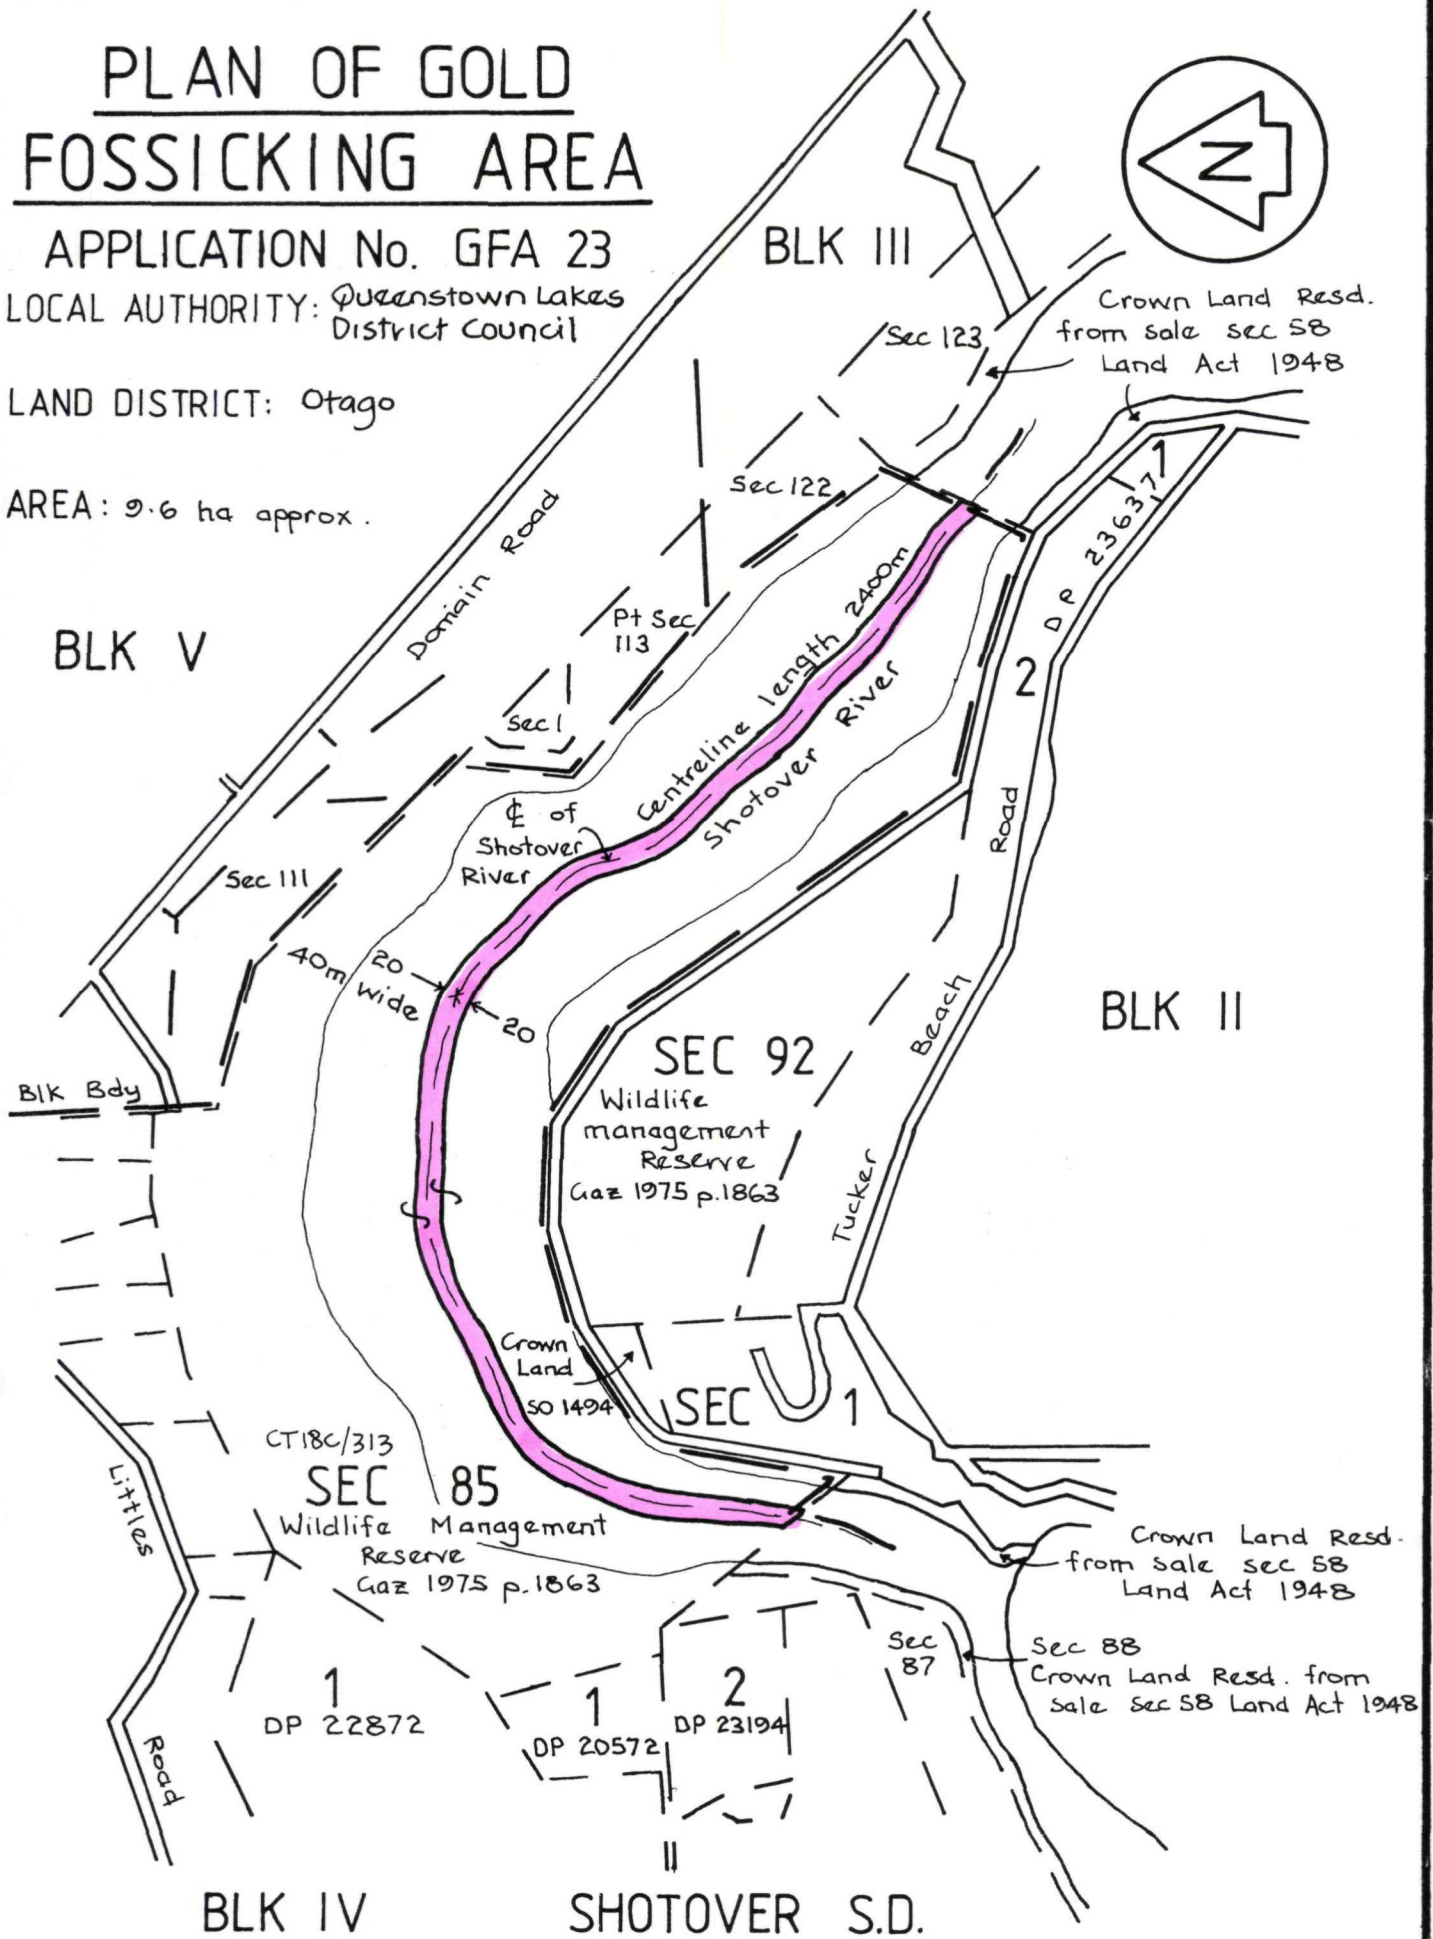 PLAN OF GOLD
FOSSICKING AREA
APPLICATION No. GFA 23
LOCAL AUTHORITY: Queenstown Lakes
District Council
LAND DISTRICT: Otago
AREA: 9.6 ha approx.
N
BLK III
Crown Land Resd.
from sale sec 58
Land Act 1948
Sec 123
Sec 122
1
DP 23637
2
Domain Road
BLK V
Pt Sec
113
Sec 1
Centreline length 2400m
Shotover River
℄ of
Shotover
River
Sec 111
40m Wide
20
20
Tucker Beach Road
BLK II
SEC 92
Wildlife
management
Reserve
Gaz 1975 p.1863
Blk Bdy
Crown
Land
SO 1494
SEC 1
CT18C/313
SEC 85
Wildlife Management
Reserve
Gaz 1975 p.1863
Littles Road
Crown Land Resd.
from sale sec 58
Land Act 1948
Sec
87
Sec 88
Crown Land Resd. from
sale sec 58 Land Act 1948
1
DP 22872
1
DP 20572
2
DP 23194
BLK IV
SHOTOVER S.D.